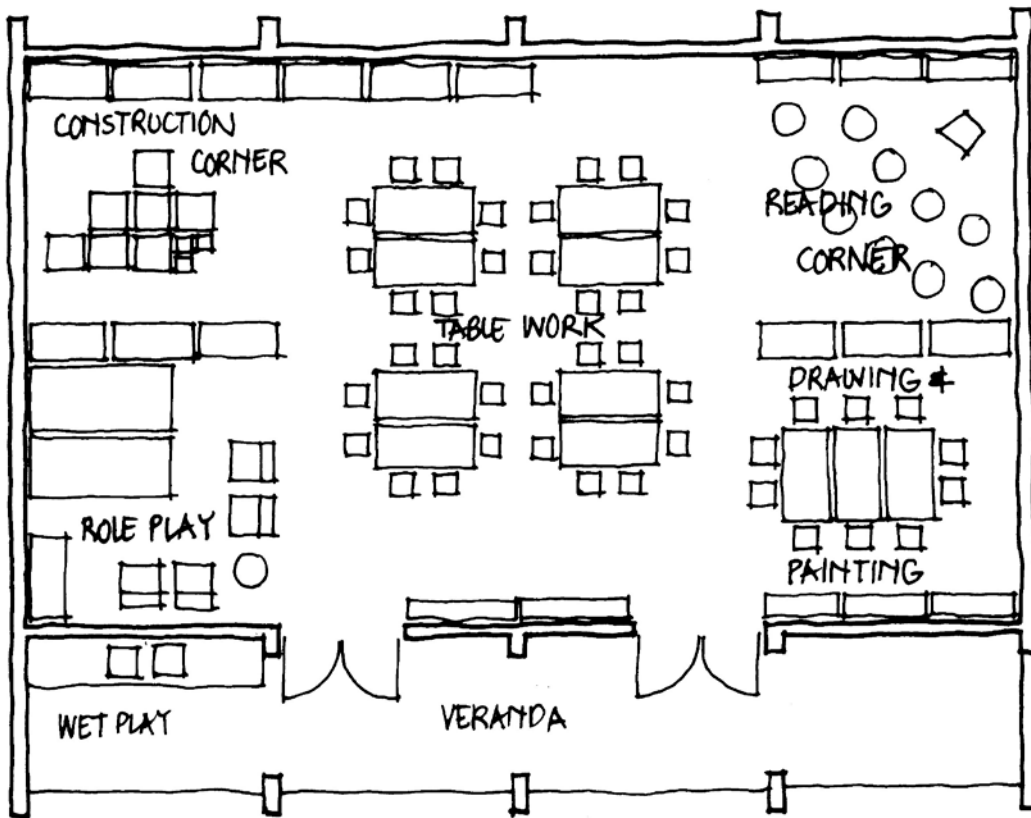 CONSTRUCTION
CORNER
READING
CORNER
TABLE WORK
DRAWING &
ROLE PLAY
PAINTING
WET PLAY
VERANDA